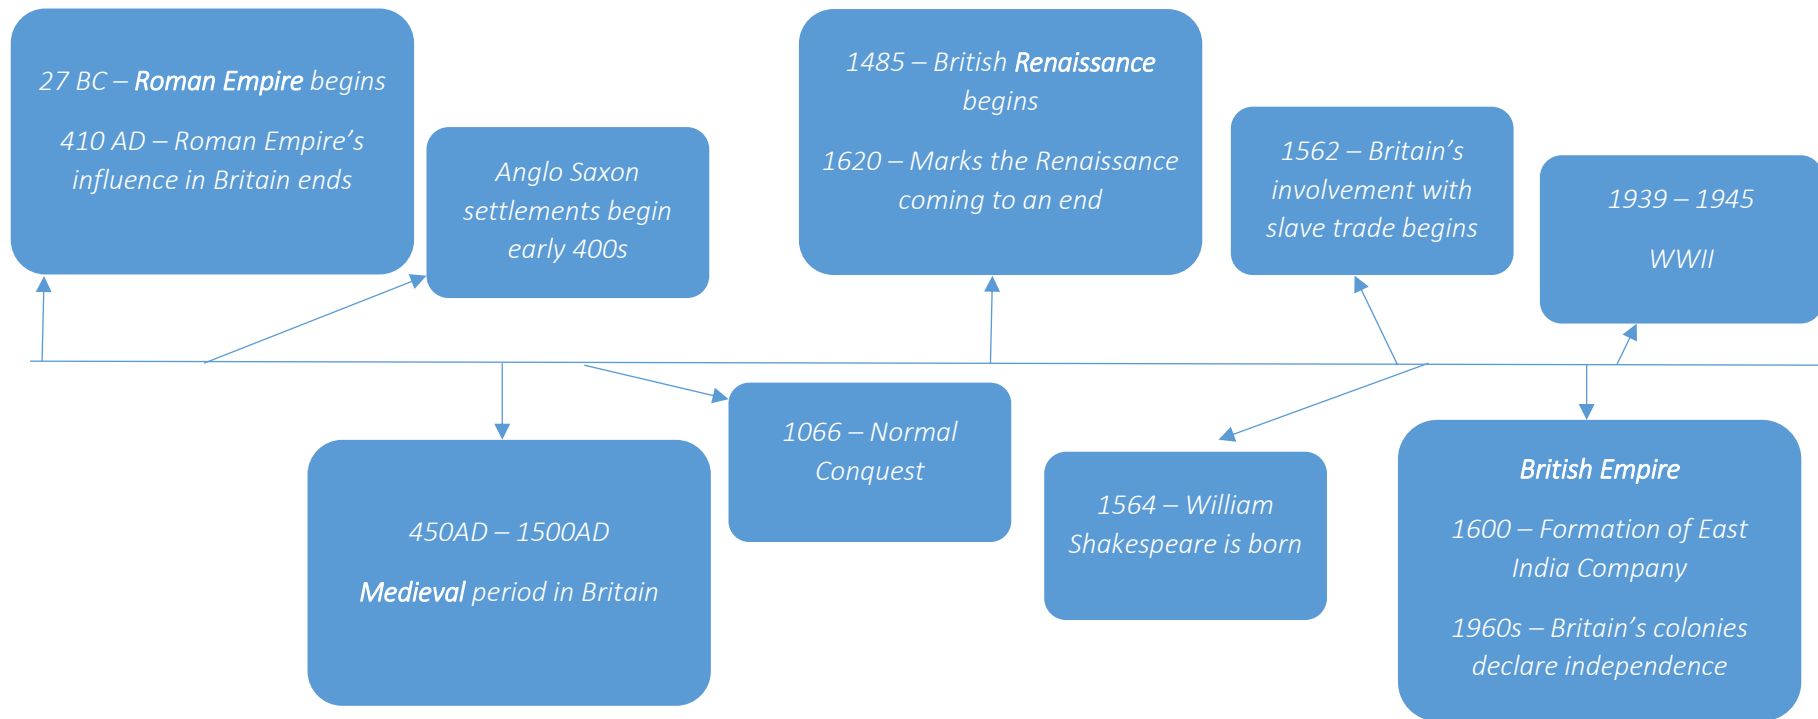 27 BC – Roman Empire begins
410 AD – Roman Empire’s
influence in Britain ends
Anglo Saxon
settlements begin
early 400s
450AD – 1500AD
Medieval period in Britain
1066 – Normal
Conquest
1485 – British Renaissance
begins
1620 – Marks the Renaissance
coming to an end
1562 – Britain’s
involvement with
slave trade begins
1564 – William
Shakespeare is born
British Empire
1600 – Formation of East
India Company
1960s – Britain’s colonies
declare independence
1939 – 1945
WWII